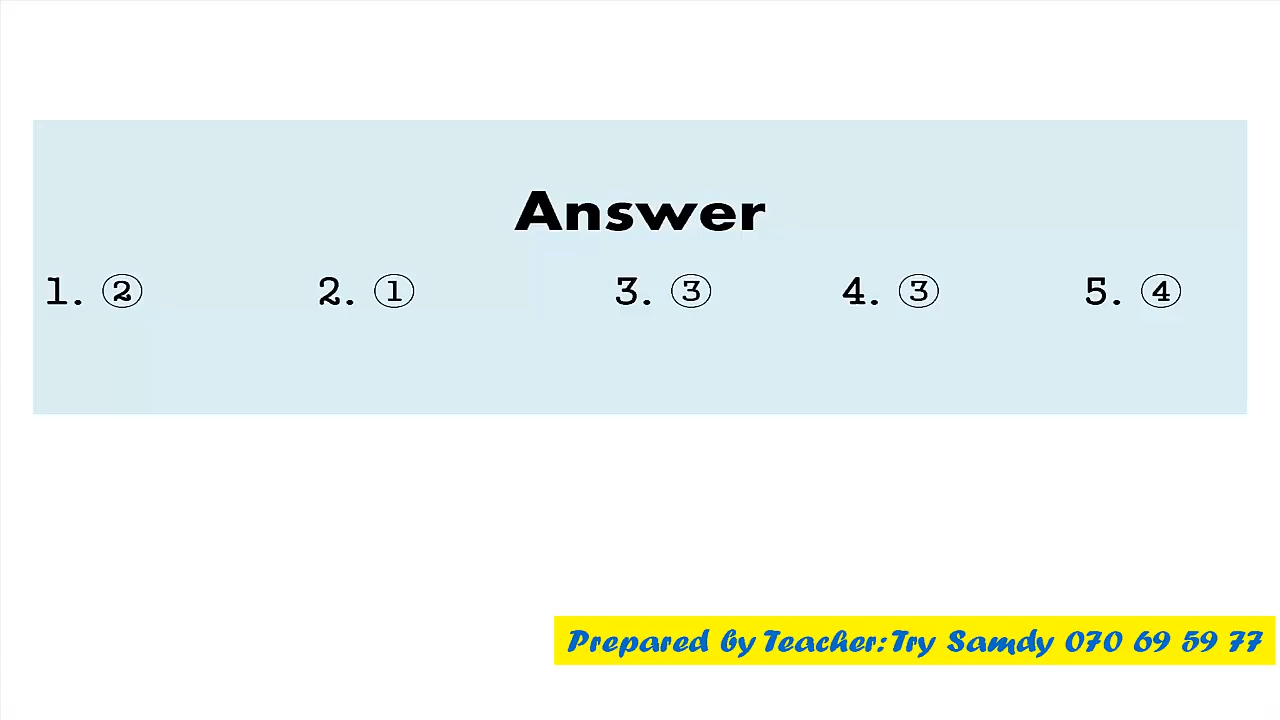 Answer
1. ② 2. ① 3. ③ 4. ③ 5. ④
Prepared by Teacher: Try Samdy 070 69 59 77